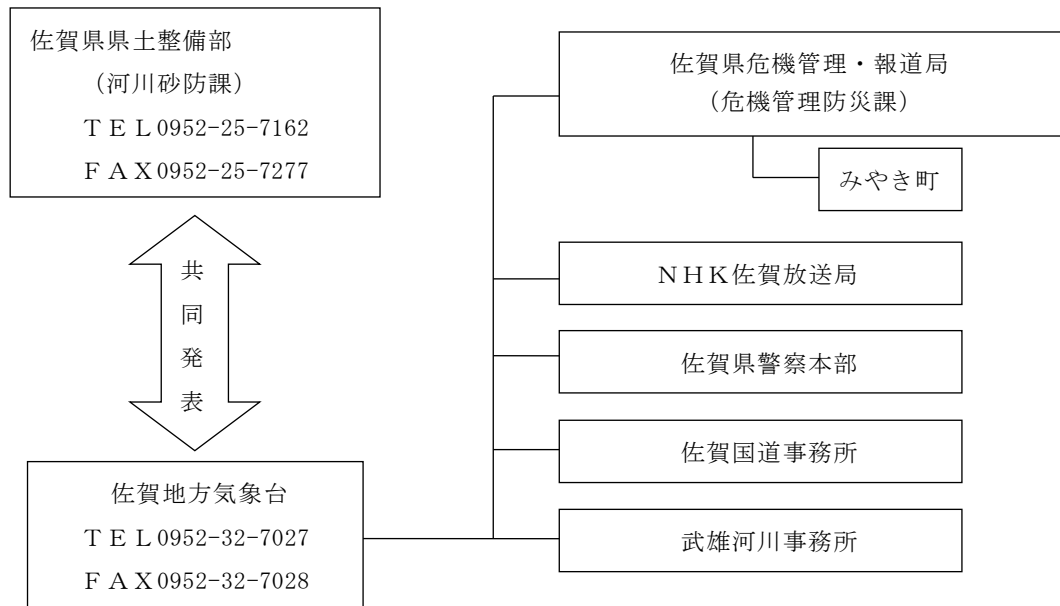 佐賀県県土整備部
（河川砂防課）
ＴＥＬ0952-25-7162
ＦＡＸ0952-25-7277
共同発表
佐賀地方気象台
ＴＥＬ0952-32-7027
ＦＡＸ0952-32-7028
佐賀県危機管理・報道局
（危機管理防災課）
みやき町
ＮＨＫ佐賀放送局
佐賀県警察本部
佐賀国道事務所
武雄河川事務所